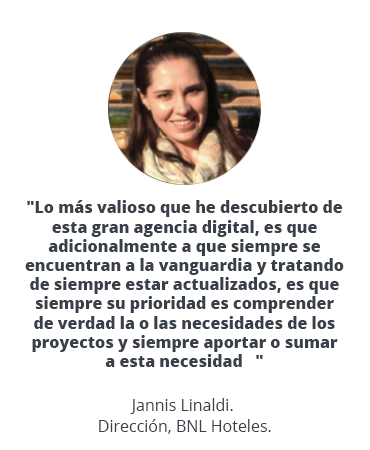 "Lo más valioso que he descubierto de
esta gran agencia digital, es que
adicionalmente a que siempre se
encuentran a la vanguardia y tratando
de siempre estar actualizados, es que
siempre su prioridad es comprender
de verdad la o las necesidades de los
proyectos y siempre aportar o sumar
a esta necesidad   "
Jannis Linaldi.
Dirección, BNL Hoteles.